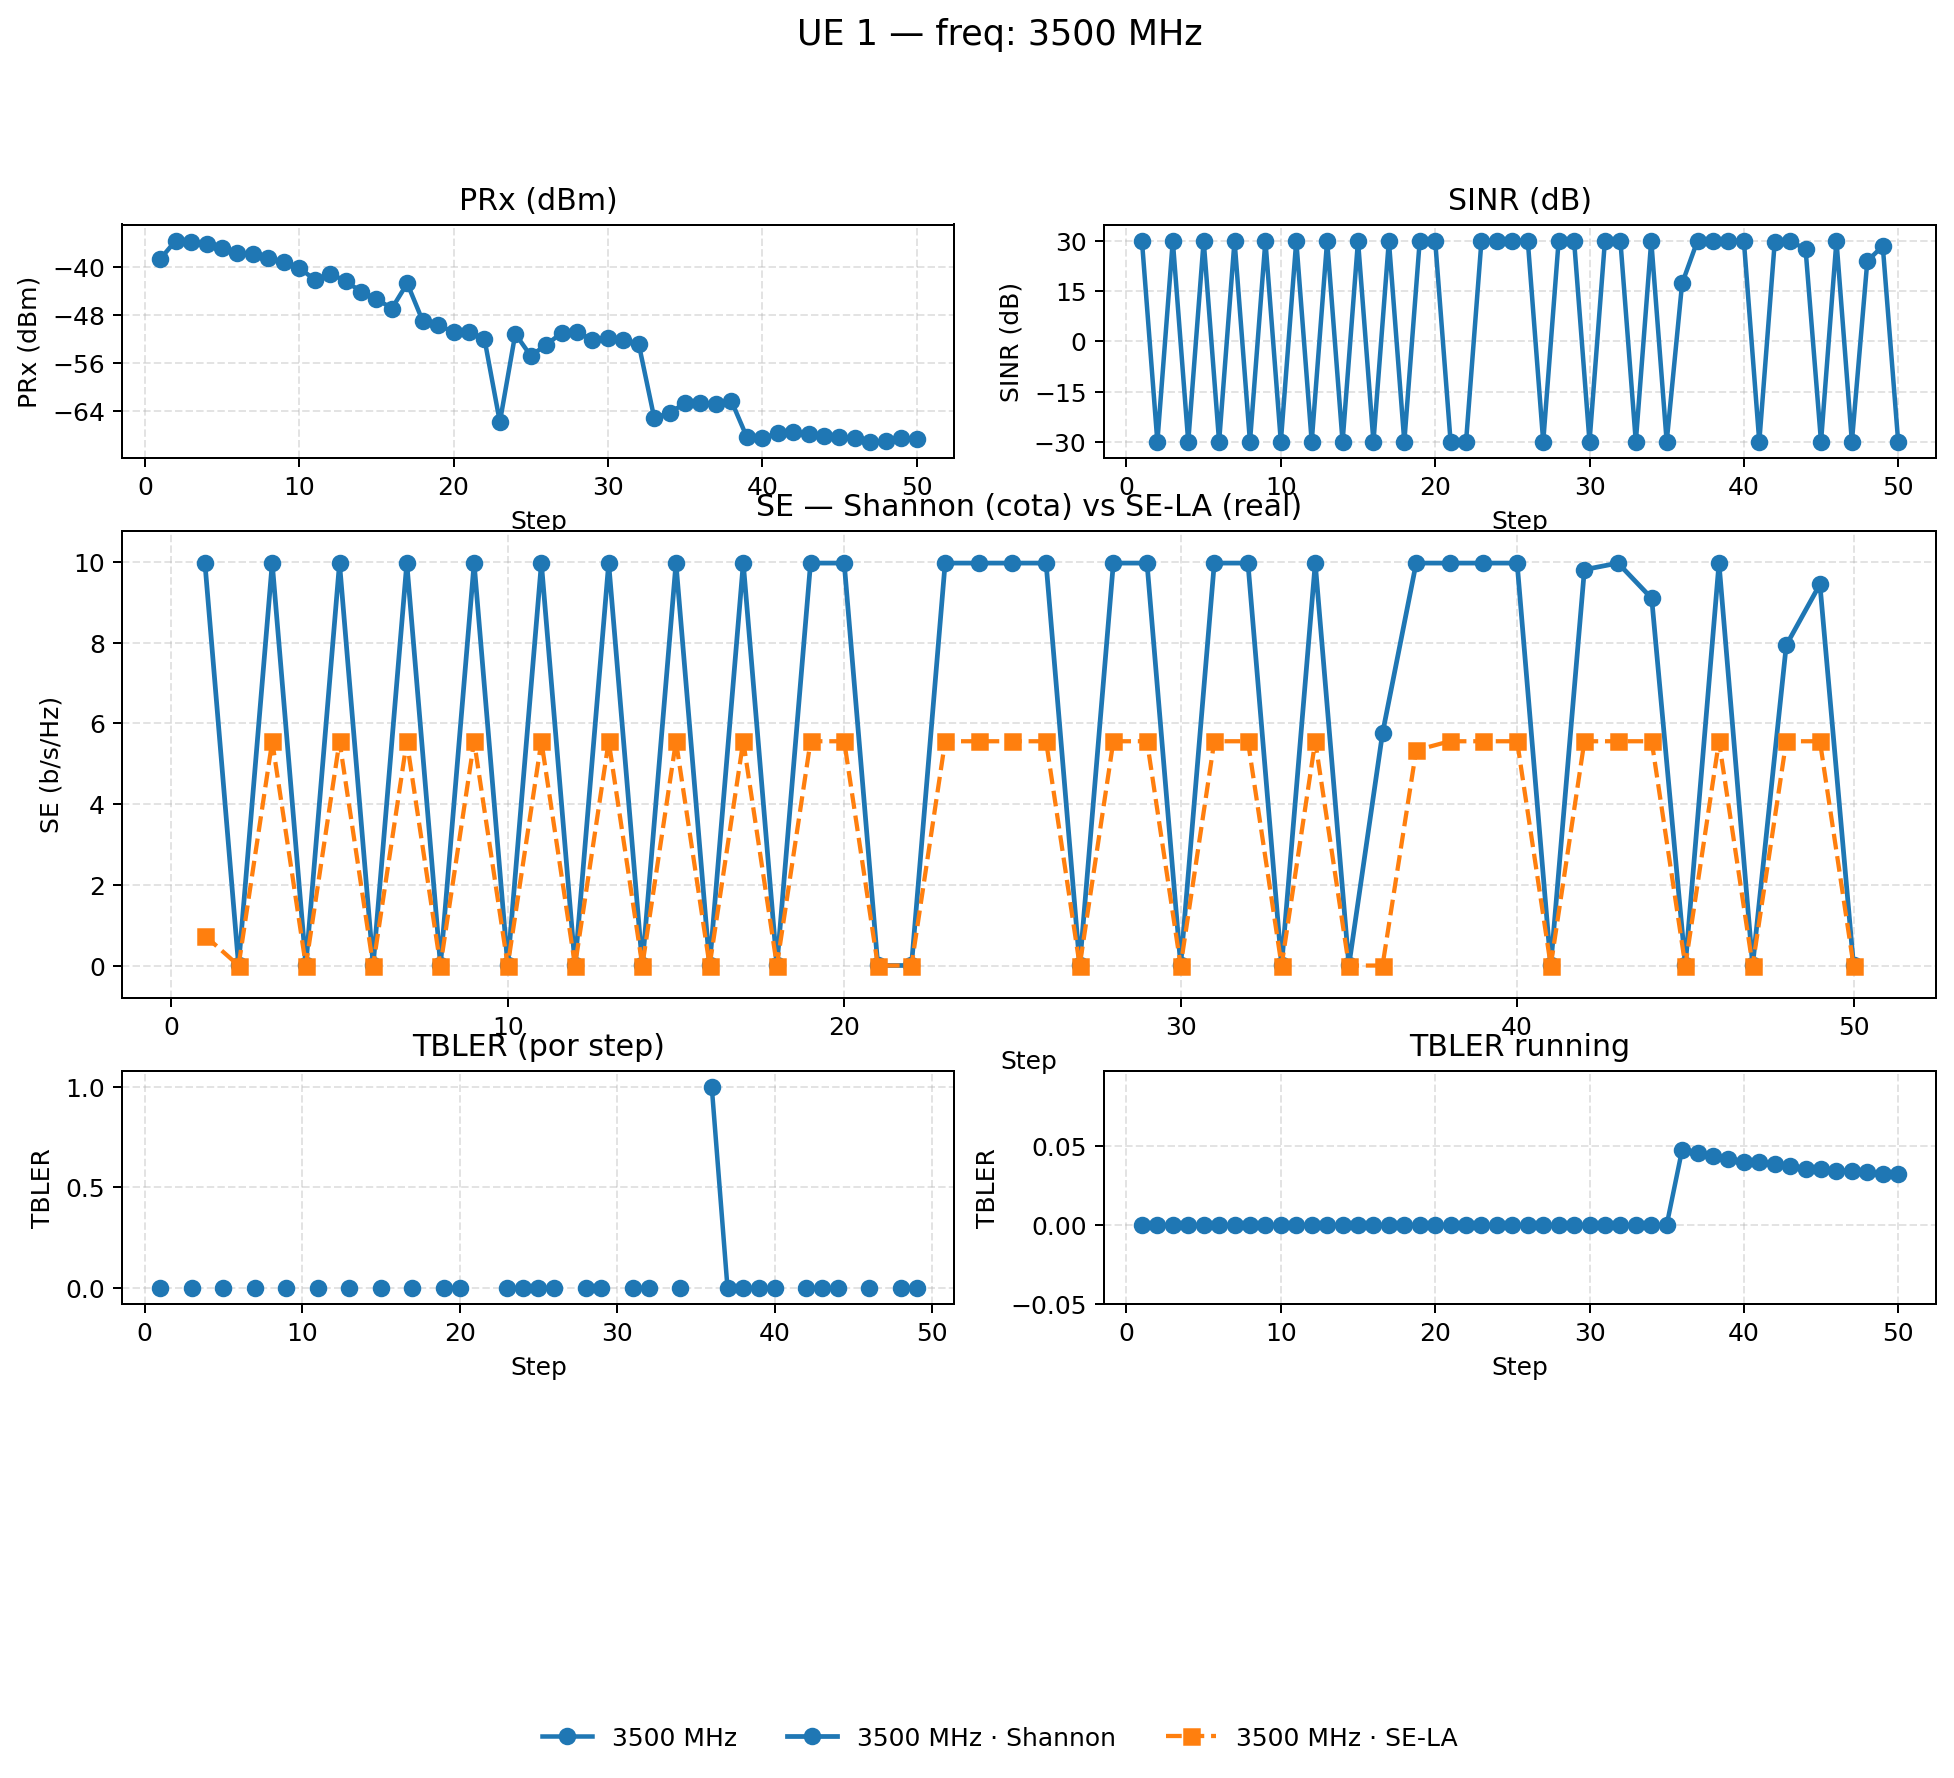 UE 1 — freq: 3500 MHz
PRx (dBm)
PRx (dBm)
−40
−48
−56
−64
0 10 20 30 40 50
Step
SINR (dB)
SINR (dB)
30
15
0
−15
−30
0 10 20 30 40 50
Step
SE — Shannon (cota) vs SE-LA (real)
SE (b/s/Hz)
10
8
6
4
2
0
0 10 20 30 40 50
Step
TBLER (por step)
TBLER
1.0
0.5
0.0
0 10 20 30 40 50
Step
TBLER running
TBLER
0.05
0.00
−0.05
0 10 20 30 40 50
Step
3500 MHz 3500 MHz · Shannon 3500 MHz · SE-LA